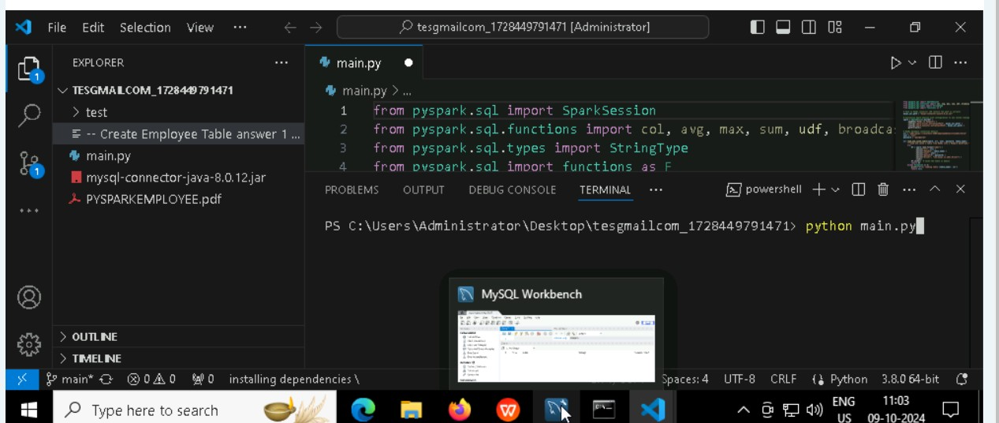 File Edit Selection View ... tesgmailcom_1728449791471 [Administrator]
EXPLORER ...
TESGMAILCOM_1728449791471
test
-- Create Employee Table answer 1 ...
main.py
mysql-connector-java-8.0.12.jar
PYSPARKEMPLOYEE.pdf
OUTLINE
TIMELINE
1
1
main.py
main.py > ...
1 from pyspark.sql import SparkSession
2 from pyspark.sql.functions import col, avg, max, sum, udf, broadca
3 from pyspark.sql.types import StringType
4 from pyspark.sql import functions as F
PROBLEMS OUTPUT DEBUG CONSOLE TERMINAL ... powershell
PS C:\Users\Administrator\Desktop\tesgmailcom_1728449791471> python main.py
MySQL Workbench
main* 0 0 0 installing dependencies \ Spaces: 4 UTF-8 CRLF Python 3.8.0 64-bit
Type here to search
ENG
US
11:03
09-10-2024